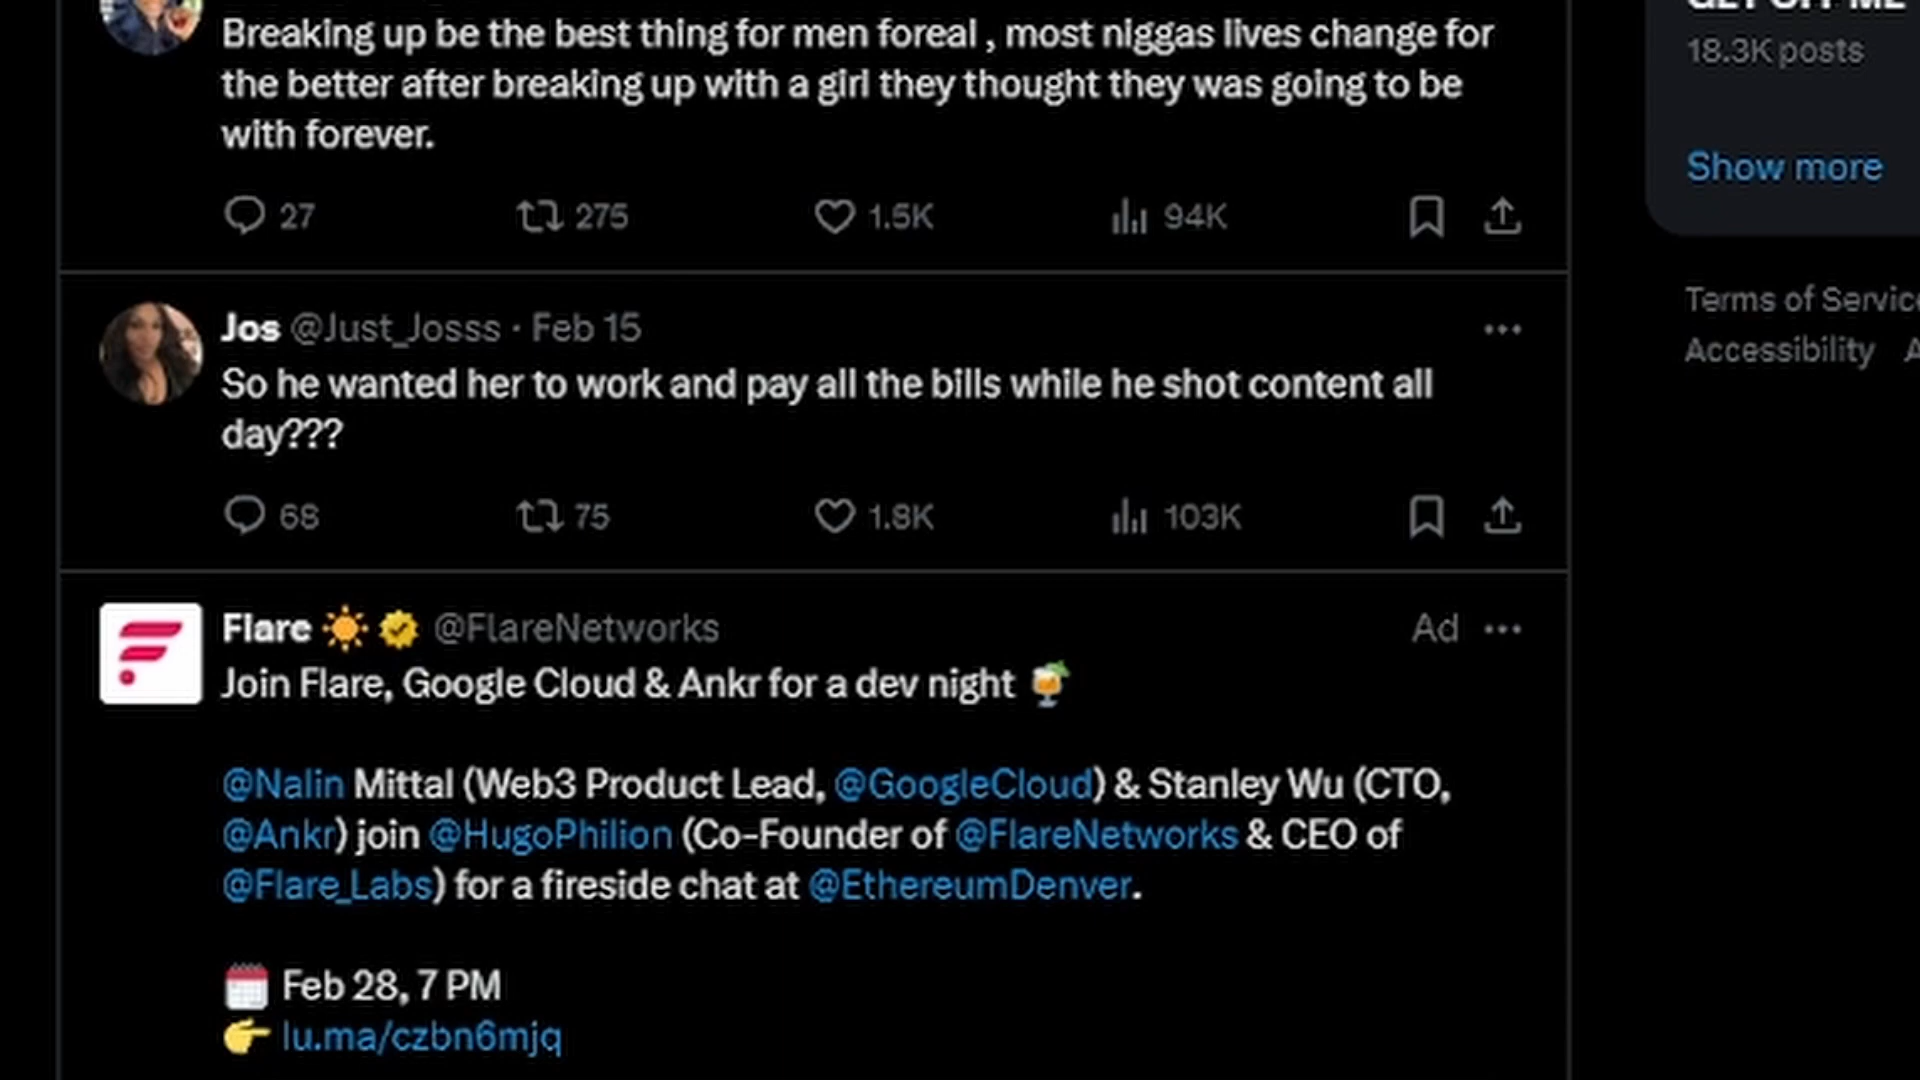 GET OFF ME
Breaking up be the best thing for men foreal , most niggas lives change for
the better after breaking up with a girl they thought they was going to be
with forever.
18.3K posts
Show more
27 275 1.5K 94K
Jos @Just_Josss · Feb 15
So he wanted her to work and pay all the bills while he shot content all
day???
68 75 1.8K 103K
Terms of Servic
Accessibility A
Flare @FlareNetworks Ad
Join Flare, Google Cloud & Ankr for a dev night
@Nalin Mittal (Web3 Product Lead, @GoogleCloud) & Stanley Wu (CTO,
@Ankr) join @HugoPhilion (Co-Founder of @FlareNetworks & CEO of
@Flare_Labs) for a fireside chat at @EthereumDenver.
Feb 28, 7 PM
lu.ma/czbn6mjq